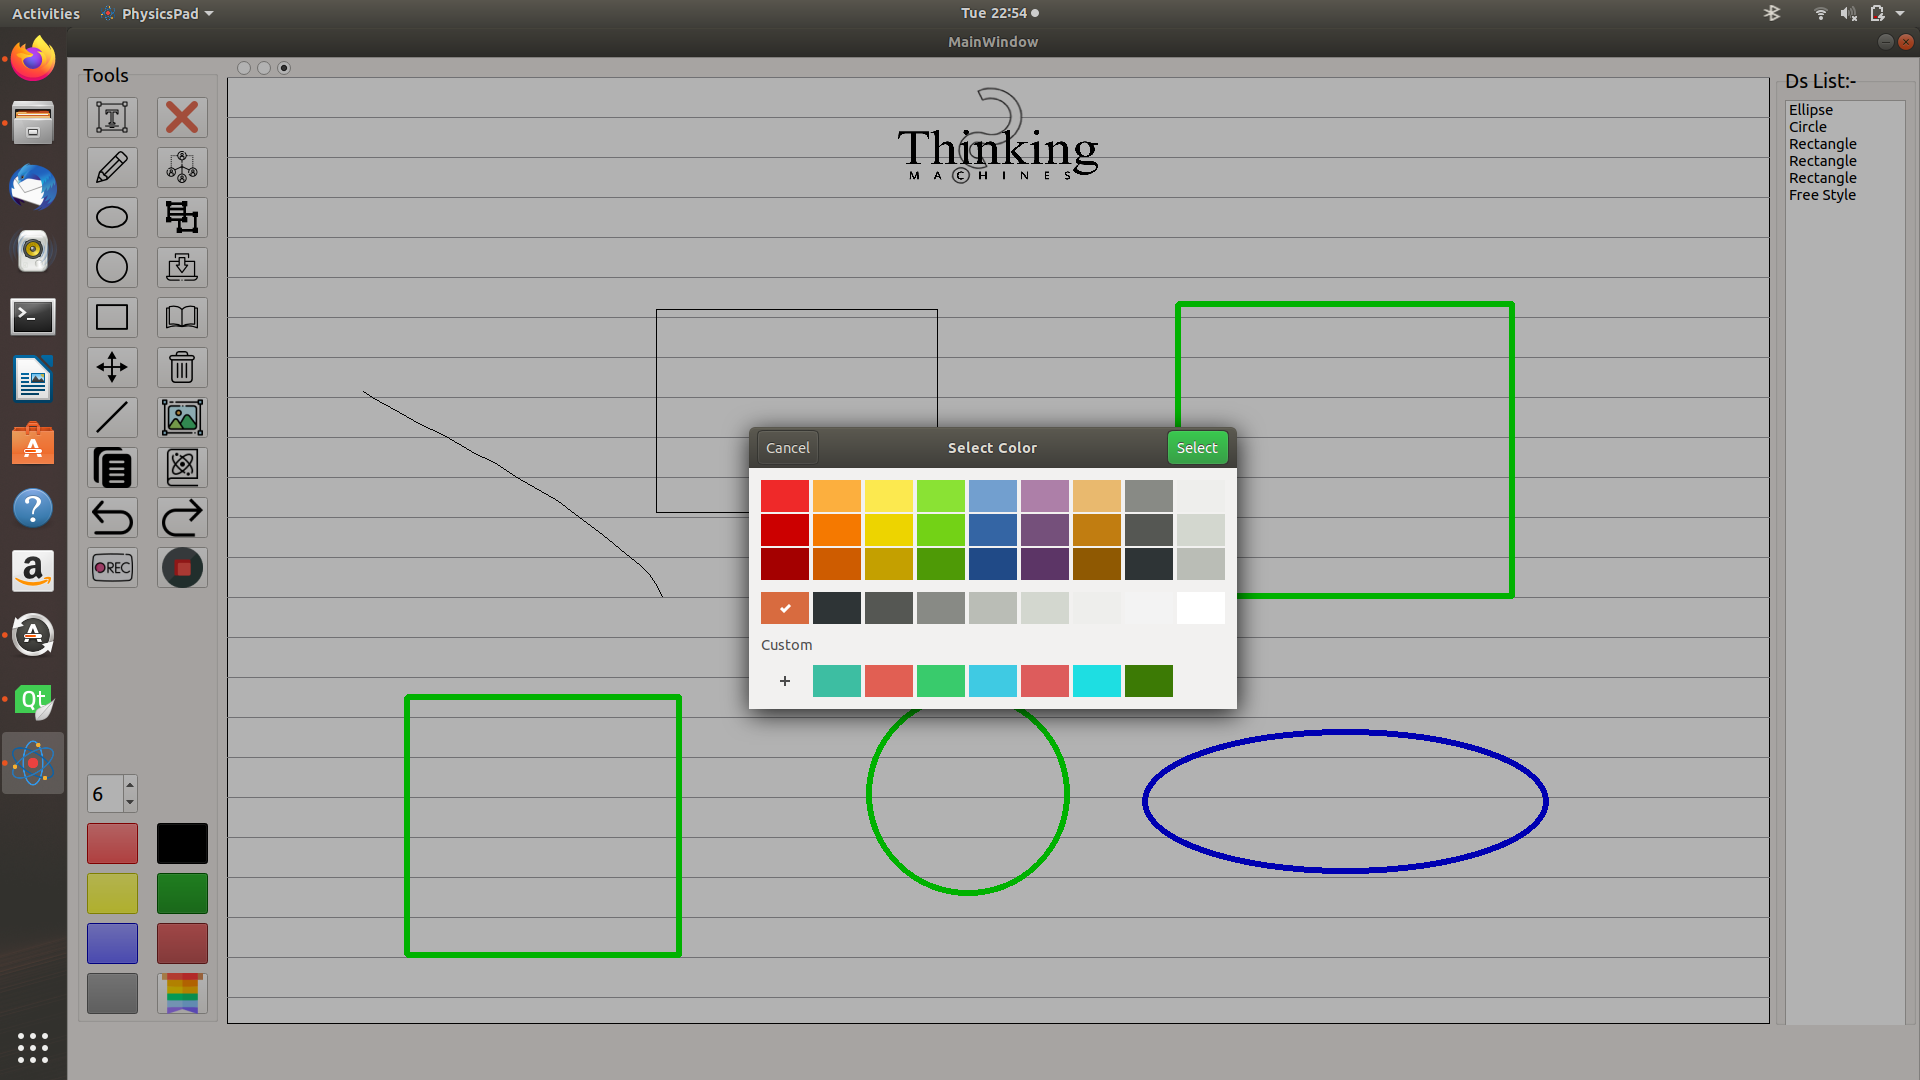 Activities
PhysicsPad
Tue 22:54
MainWindow
Tools
T
REC
6
Thinking
MACHINES
Cancel
Select Color
Select
Custom
+
Ds List:-
Ellipse
Circle
Rectangle
Rectangle
Rectangle
Free Style
>_
A
?
a
A
Qt